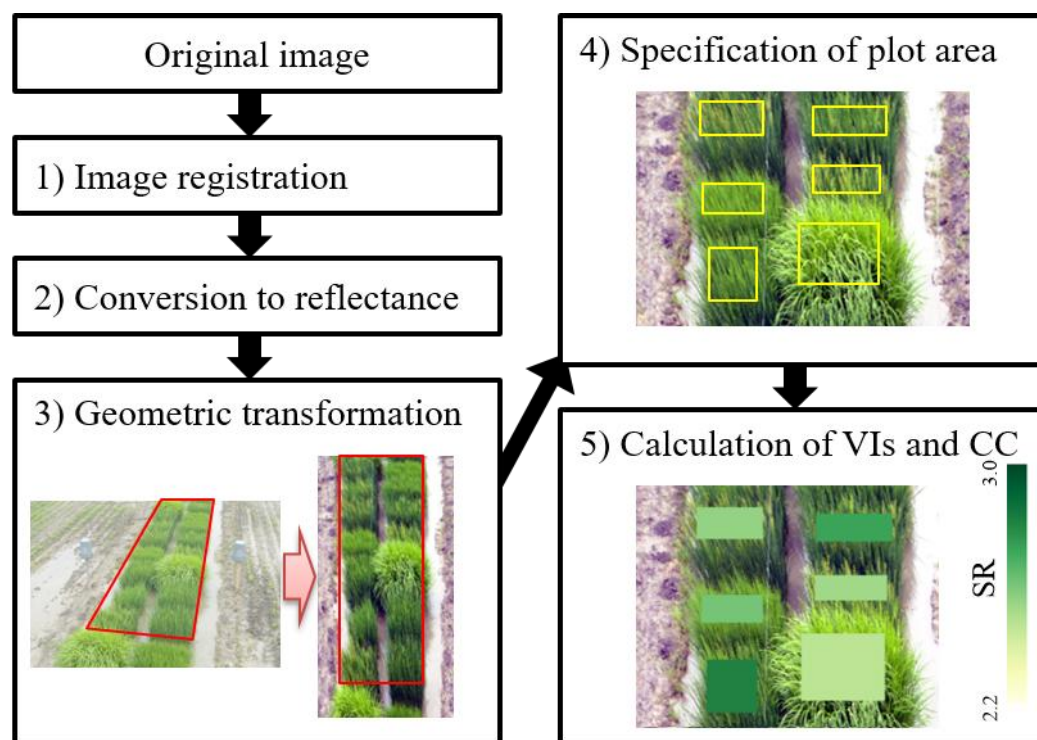 Original image
1) Image registration
2) Conversion to reflectance
3) Geometric transformation
4) Specification of plot area
5) Calculation of VIs and CC
3.0
SR
2.2